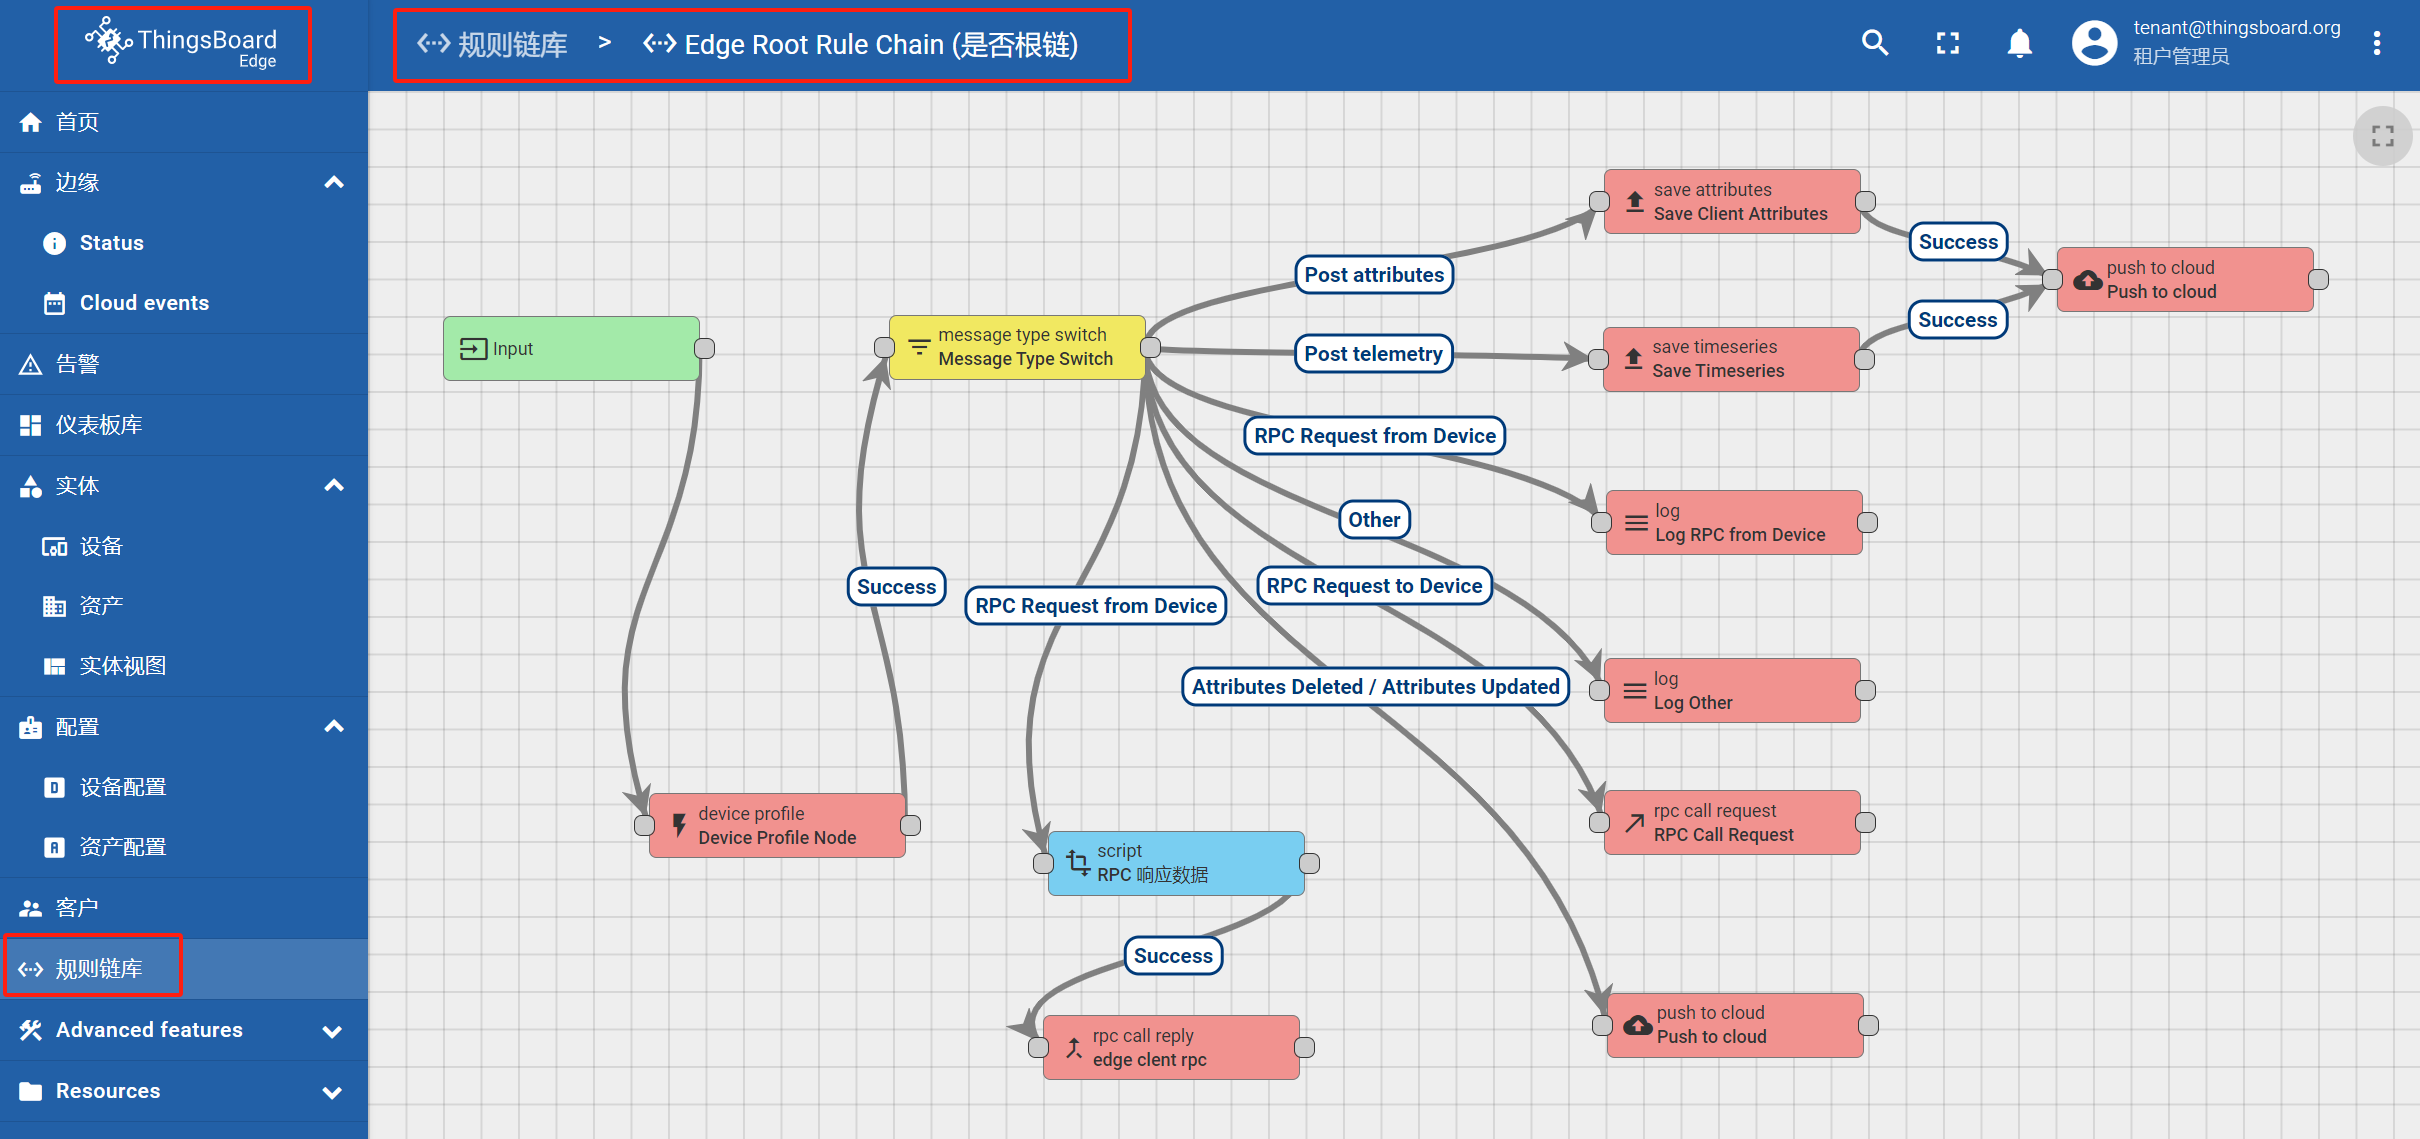 ThingsBoard
Edge
规则链库 > Edge Root Rule Chain (是否根链)
tenant@thingsboard.org
租户管理员
首页
边缘
Status
Cloud events
告警
仪表板库
实体
设备
资产
实体视图
配置
D
设备配置
A
资产配置
客户
规则链库
Advanced features
Resources
Input
message type switch
Message Type Switch
device profile
Device Profile Node
Success
Post attributes
Post telemetry
RPC Request from Device
Other
RPC Request to Device
RPC Request from Device
Attributes Deleted / Attributes Updated
save attributes
Save Client Attributes
Success
push to cloud
Push to cloud
Success
save timeseries
Save Timeseries
log
Log RPC from Device
log
Log Other
rpc call request
RPC Call Request
script
RPC 响应数据
Success
rpc call reply
edge clent rpc
push to cloud
Push to cloud